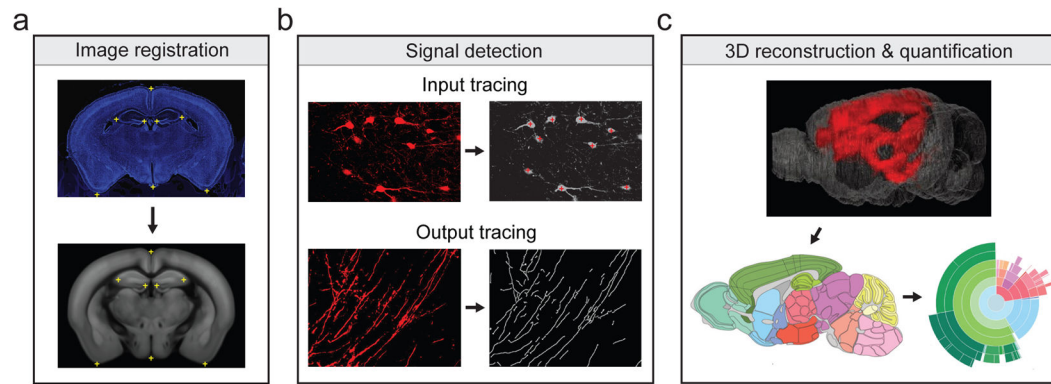 a
Image registration
b
Signal detection
Input tracing
Output tracing
c
3D reconstruction & quantification